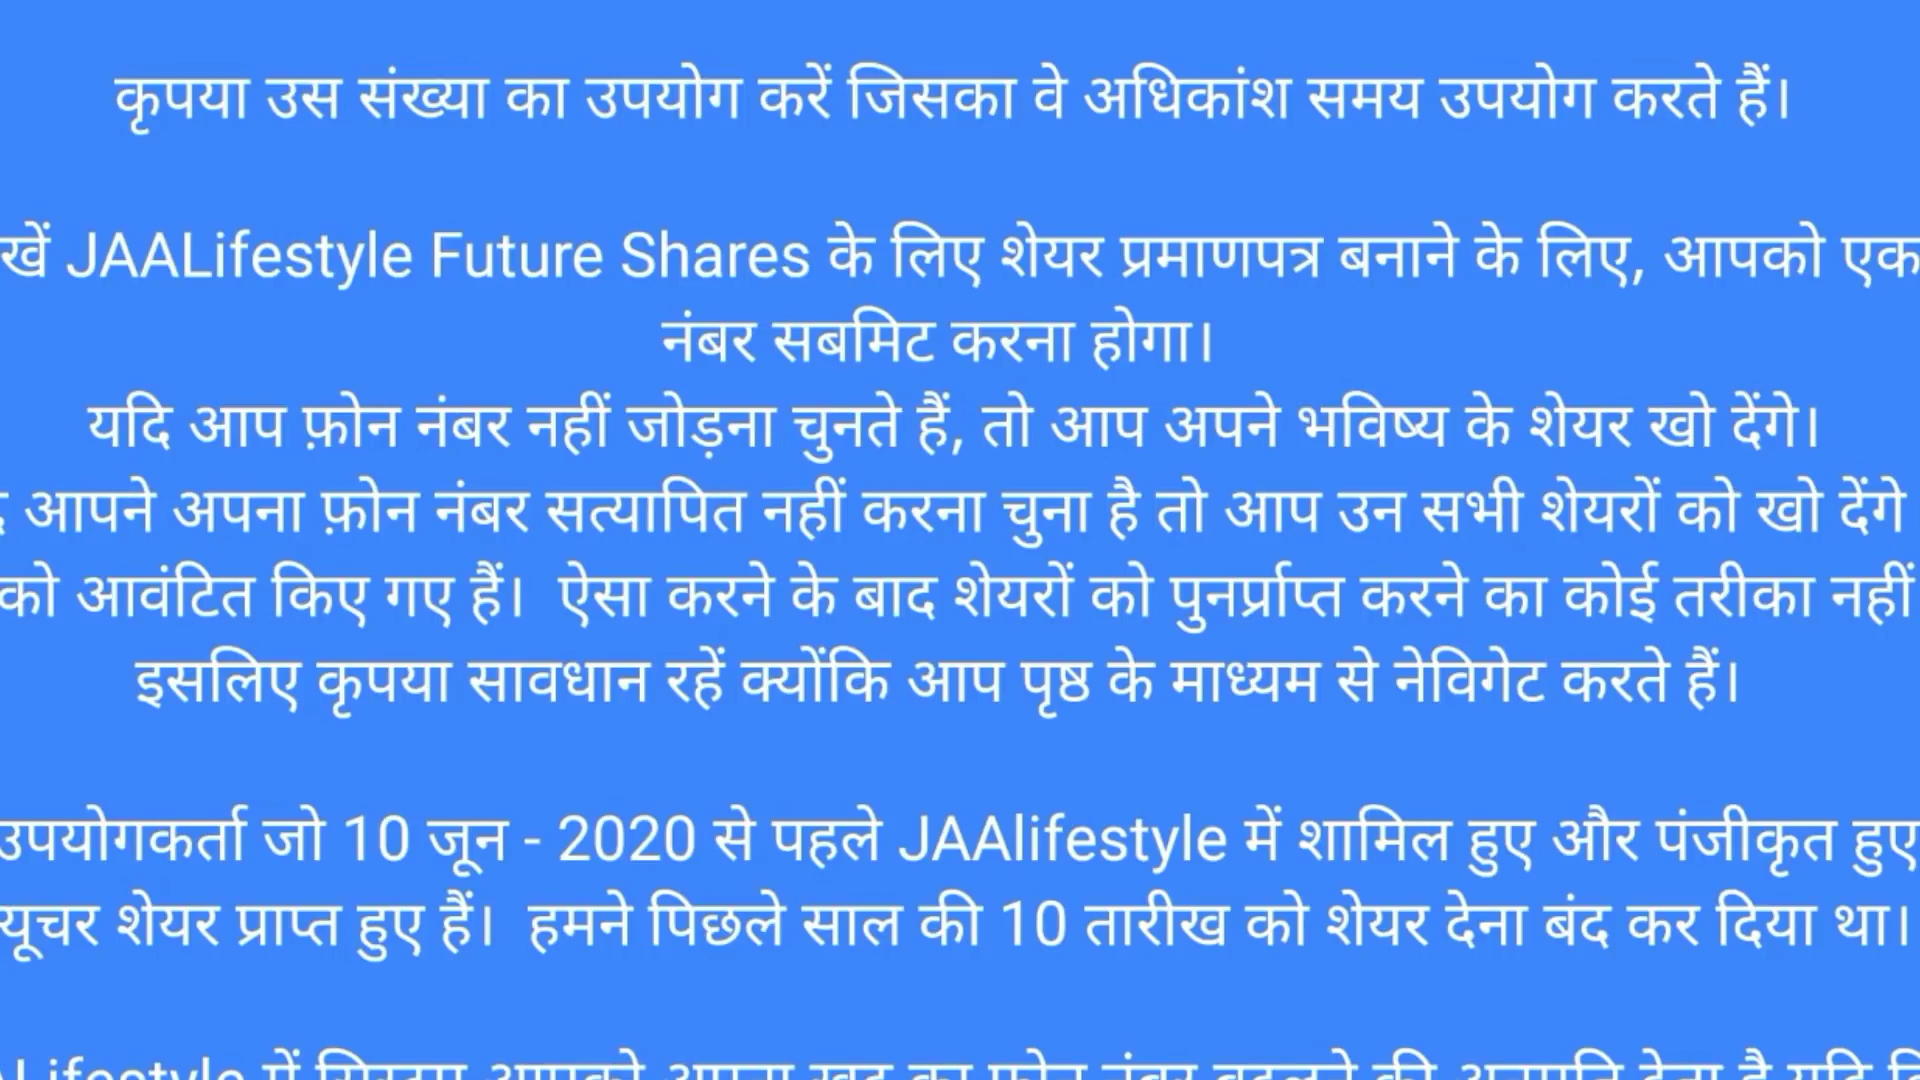 कृपया उस संख्या का उपयोग करें जिसका वे अधिकांश समय उपयोग करते हैं।
JAALifestyle Future Shares के लिए शेयर प्रमाणपत्र बनाने के लिए, आपको एक
नंबर सबमिट करना होगा।
यदि आप फ़ोन नंबर नहीं जोड़ना चुनते हैं, तो आप अपने भविष्य के शेयर खो देंगे।
आपने अपना फ़ोन नंबर सत्यापित नहीं करना चुना है तो आप उन सभी शेयरों को खो देंगे
को आवंटित किए गए हैं। ऐसा करने के बाद शेयरों को पुनर्प्राप्त करने का कोई तरीका नहीं
इसलिए कृपया सावधान रहें क्योंकि आप पृष्ठ के माध्यम से नेविगेट करते हैं।
उपयोगकर्ता जो 10 जून - 2020 से पहले JAAlifestyle में शामिल हुए और पंजीकृत हुए
यूचर शेयर प्राप्त हुए हैं। हमने पिछले साल की 10 तारीख को शेयर देना बंद कर दिया था।